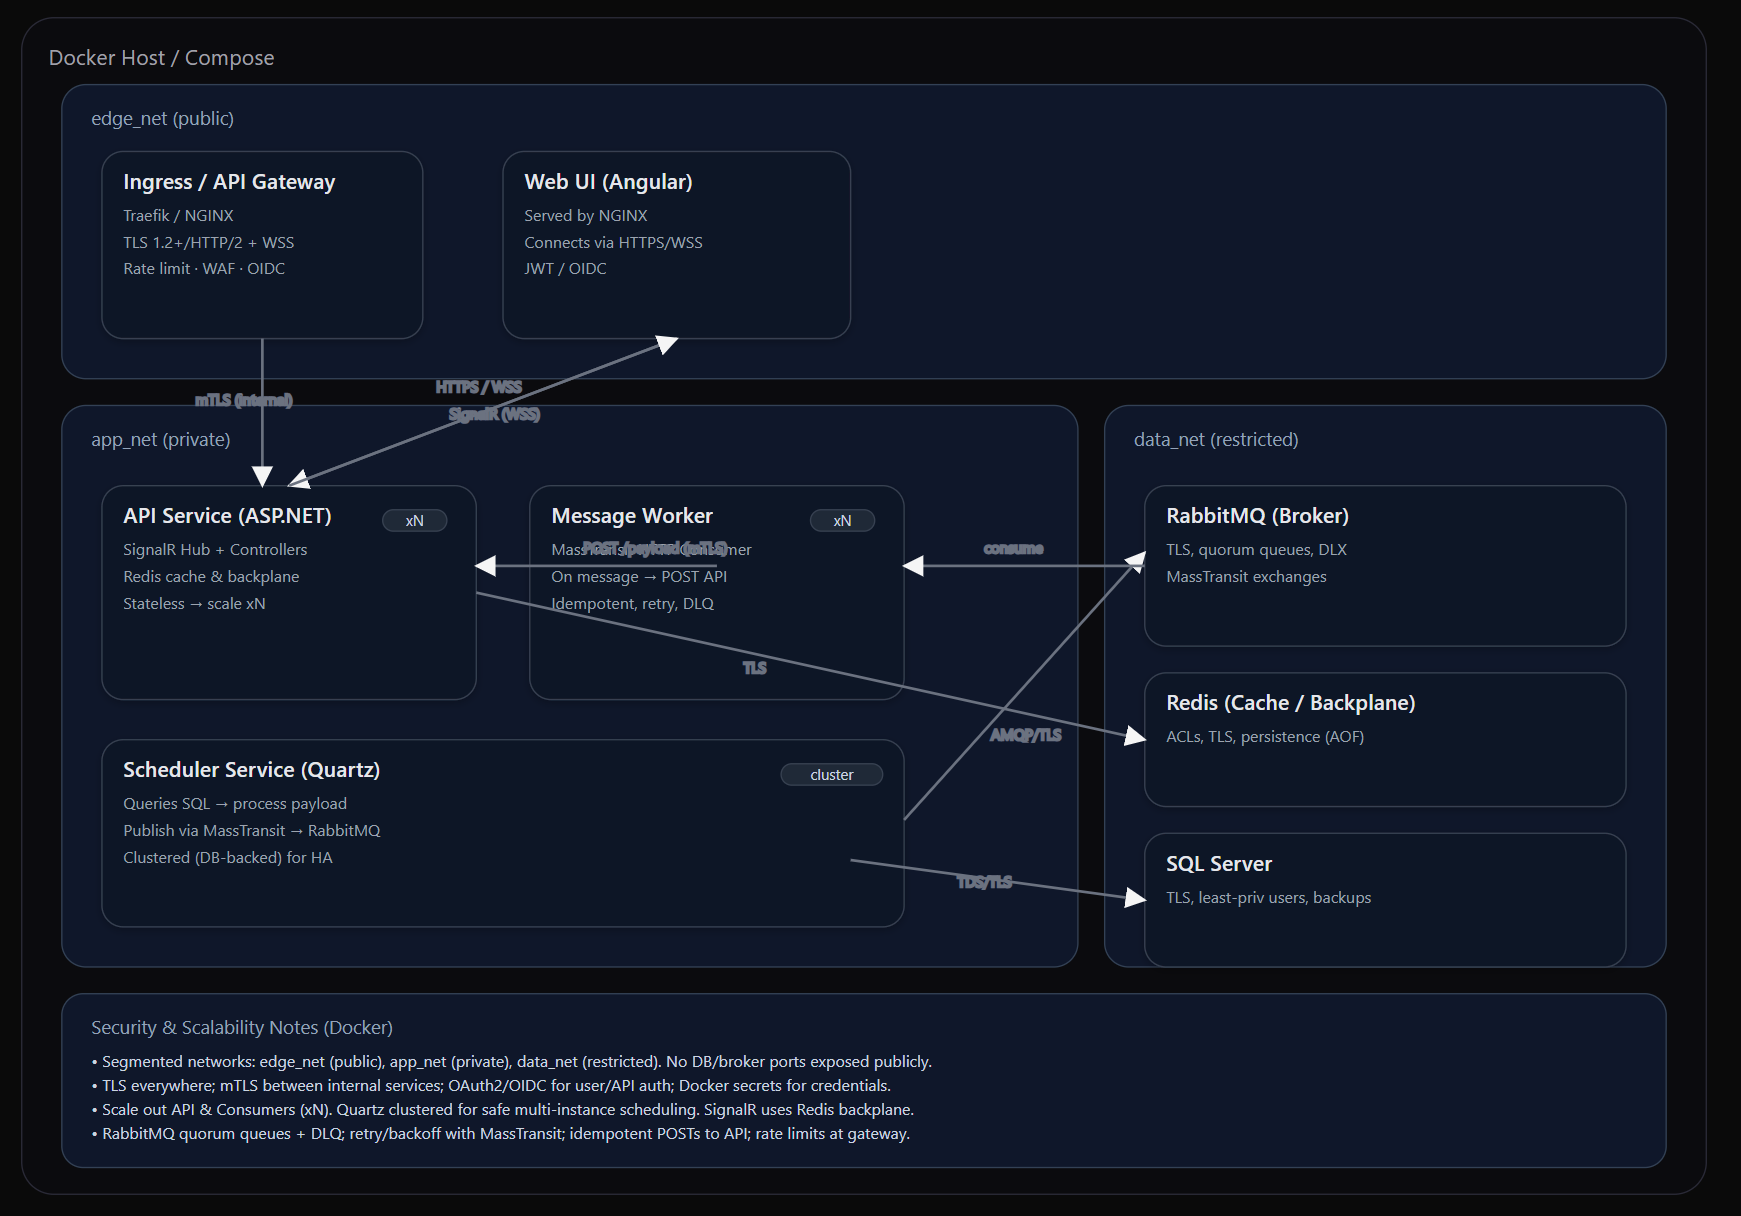 Docker Host / Compose
edge_net (public)
Ingress / API Gateway
Traefik / NGINX
TLS 1.2+/HTTP/2 + WSS
Rate limit · WAF · OIDC
Web UI (Angular)
Served by NGINX
Connects via HTTPS/WSS
JWT / OIDC
mTLS (internal)
HTTPS / WSS
SignalR (WSS)
app_net (private)
API Service (ASP.NET)
xN
SignalR Hub + Controllers
Redis cache & backplane
Stateless → scale xN
Message Worker
xN
MassTransit Consumer
POST /payload (mTLS)
On message → POST API
Idempotent, retry, DLQ
consume
TLS
AMQP/TLS
Scheduler Service (Quartz)
cluster
Queries SQL → process payload
Publish via MassTransit → RabbitMQ
Clustered (DB-backed) for HA
TDS/TLS
data_net (restricted)
RabbitMQ (Broker)
TLS, quorum queues, DLX
MassTransit exchanges
Redis (Cache / Backplane)
ACLs, TLS, persistence (AOF)
SQL Server
TLS, least-priv users, backups
Security & Scalability Notes (Docker)
• Segmented networks: edge_net (public), app_net (private), data_net (restricted). No DB/broker ports exposed publicly.
• TLS everywhere; mTLS between internal services; OAuth2/OIDC for user/API auth; Docker secrets for credentials.
• Scale out API & Consumers (xN). Quartz clustered for safe multi-instance scheduling. SignalR uses Redis backplane.
• RabbitMQ quorum queues + DLQ; retry/backoff with MassTransit; idempotent POSTs to API; rate limits at gateway.